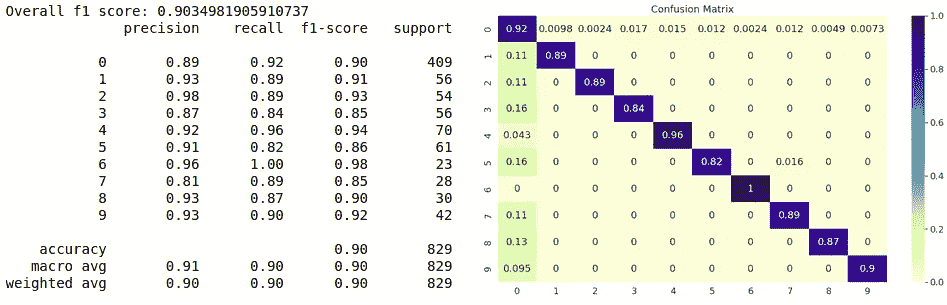 Overall f1 score: 0.9034981905910737
precision recall f1-score support
0 0.89 0.92 0.90 409
1 0.93 0.89 0.91 56
2 0.98 0.89 0.93 54
3 0.87 0.84 0.85 56
4 0.92 0.96 0.94 70
5 0.91 0.82 0.86 61
6 0.96 1.00 0.98 23
7 0.81 0.89 0.85 28
8 0.93 0.87 0.90 30
9 0.93 0.90 0.92 42
accuracy 0.90 829
macro avg 0.91 0.90 0.90 829
weighted avg 0.90 0.90 0.90 829
Confusion Matrix
0 0.92 0.0098 0.0024 0.017 0.015 0.012 0.0024 0.012 0.0049 0.0073
1 0.11 0.89 0 0 0 0 0 0 0 0
2 0.11 0 0.89 0 0 0 0 0 0 0
3 0.16 0 0 0.84 0 0 0 0 0 0
4 0.043 0 0 0 0.96 0 0 0 0 0
5 0.16 0 0 0 0 0.82 0 0.016 0 0
6 0 0 0 0 0 0 1 0 0 0
7 0.11 0 0 0 0 0 0 0.89 0 0
8 0.13 0 0 0 0 0 0 0 0.87 0
9 0.095 0 0 0 0 0 0 0 0 0.9
0 1 2 3 4 5 6 7 8 9
1.0
0.8
0.6
0.4
0.2
0.0